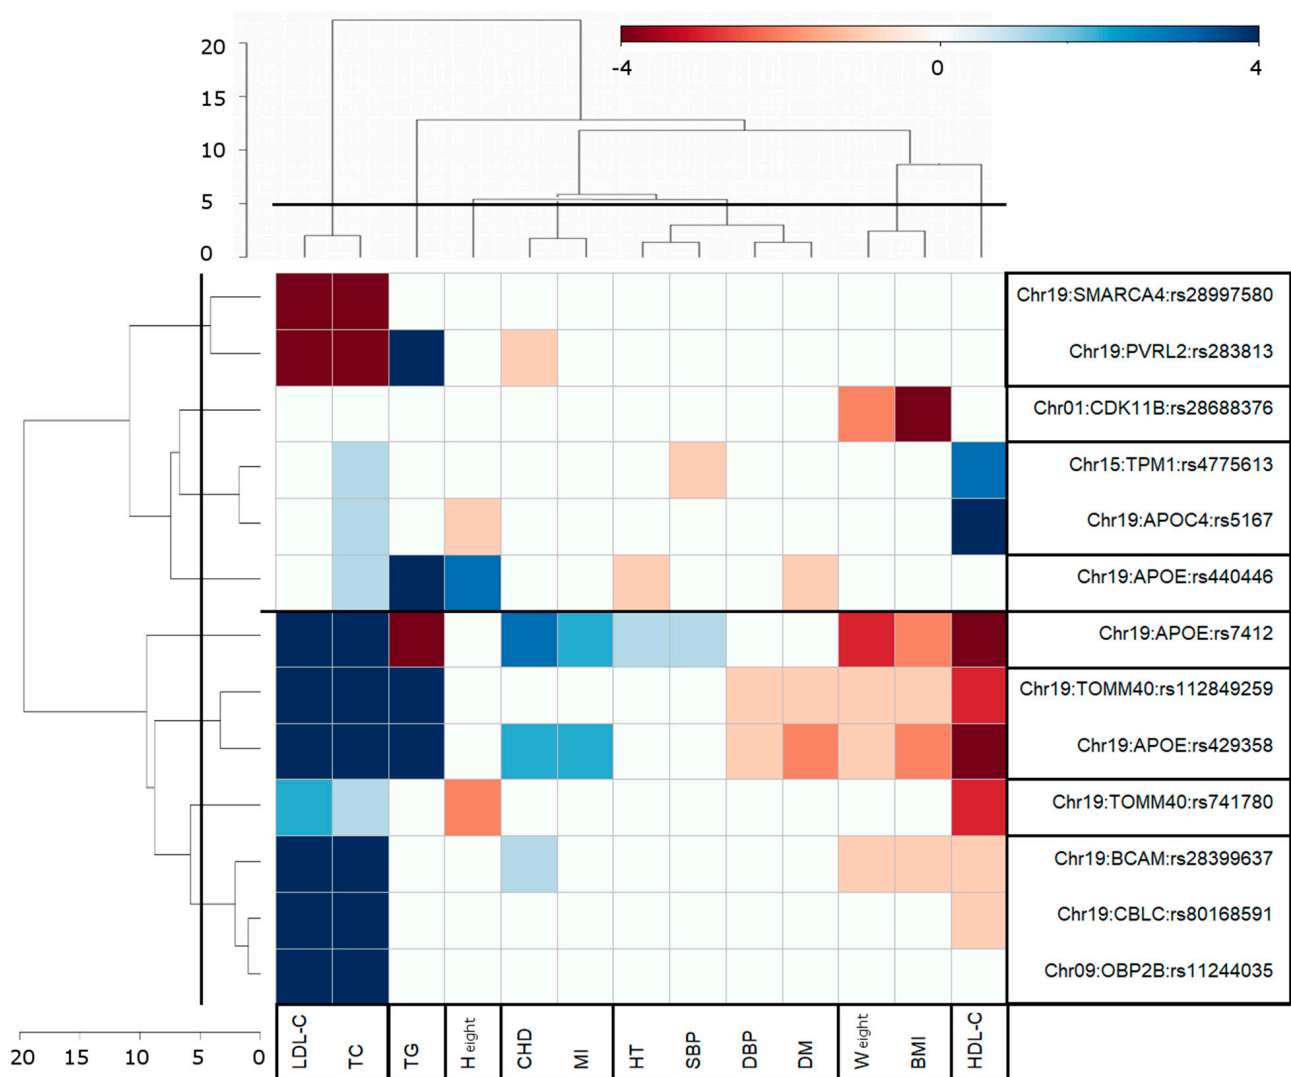 20
15
10
5
0
-4
0
4
Chr19:SMARCA4:rs28997580
Chr19:PVRL2:rs283813
Chr01:CDK11B:rs28688376
Chr15:TPM1:rs4775613
Chr19:APOC4:rs5167
Chr19:APOE:rs440446
Chr19:APOE:rs7412
Chr19:TOMM40:rs112849259
Chr19:APOE:rs429358
Chr19:TOMM40:rs741780
Chr19:BCAM:rs28399637
Chr19:CBLC:rs80168591
Chr09:OBP2B:rs11244035
20 15 10 5 0
LDL-C
TC
TG
Height
CHD
MI
HT
SBP
DBP
DM
Weight
BMI
HDL-C